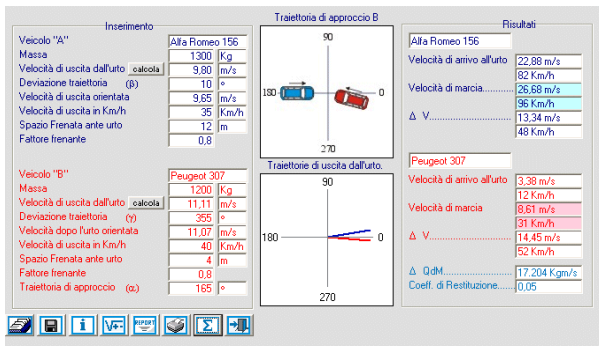 Inserimento
Veicolo "A" Alfa Romeo 156
Massa 1300 Kg
Velocità di uscita dall'urto calcola 9,80 m/s
Deviazione traiettoria (β) 10 °
Velocità di uscita orientata 9,65 m/s
Velocità di uscita in Km/h 35 Km/h
Spazio Frenata ante urto 12 m
Fattore frenante 0,8
Veicolo "B" Peugeot 307
Massa 1200 Kg
Velocità di uscita dall'urto calcola 11,11 m/s
Deviazione traiettoria (γ) 355 °
Velocità dopo l'urto orientata 11,07 m/s
Velocità di uscita in Km/h 40 Km/h
Spazio Frenata ante urto 4 m
Fattore frenante 0,8
Traiettoria di approccio (α) 165 °
REPORT
Σ
Traiettoria di approccio B
90
180 0
270
Traiettorie di uscita dall'urto.
90
180 0
270
Risultati
Alfa Romeo 156
Velocità di arrivo all'urto 22,88 m/s
82 Km/h
Velocità di marcia........... 26,68 m/s
96 Km/h
Δ V........................... 13,34 m/s
48 Km/h
Peugeot 307
Velocità di arrivo all'urto 3,38 m/s
12 Km/h
Velocità di marcia 8,61 m/s
31 Km/h
Δ V........................... 14,45 m/s
52 Km/h
Δ QdM....................... 17.204 Kgm/s
Coeff. di Restituzione...... 0,05